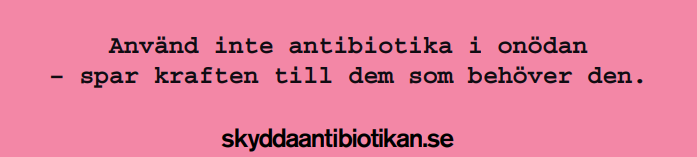 Använd inte antibiotika i onödan
– spar kraften till dem som behöver den.
skyddaantibiotikan.se